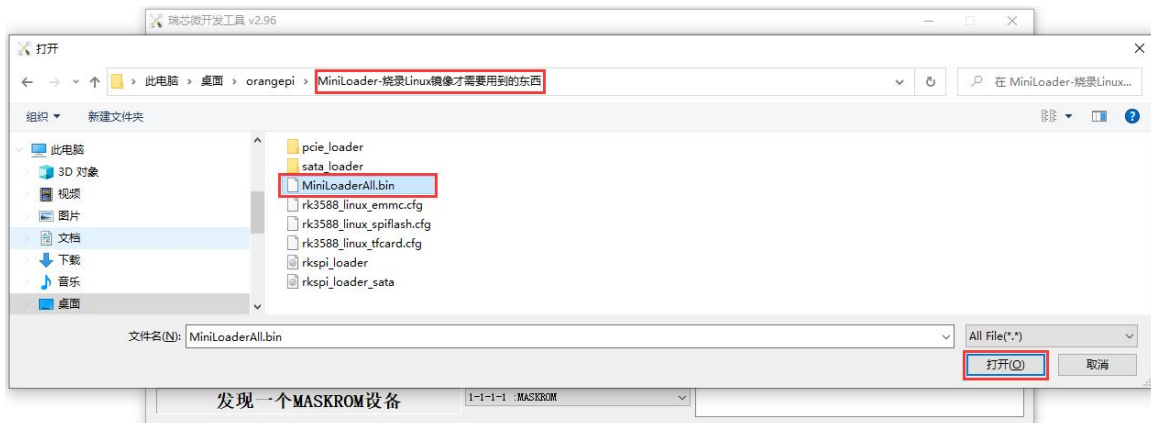 瑞芯微开发工具 v2.96
打开
此电脑 › 桌面 › orangepi › MiniLoader-烧录Linux镜像才需要用到的东西
在 MiniLoader-烧录Linux...
组织 新建文件夹
此电脑
3D 对象
视频
图片
文档
下载
音乐
桌面
pcie_loader
sata_loader
MiniLoaderAll.bin
rk3588_linux_emmc.cfg
rk3588_linux_spiflash.cfg
rk3588_linux_tfcard.cfg
rkspi_loader
rkspi_loader_sata
文件名(N): MiniLoaderAll.bin
All File(*.*)
打开(O) 取消
发现一个MASKROM设备
1-1-1-1 :MASKROM